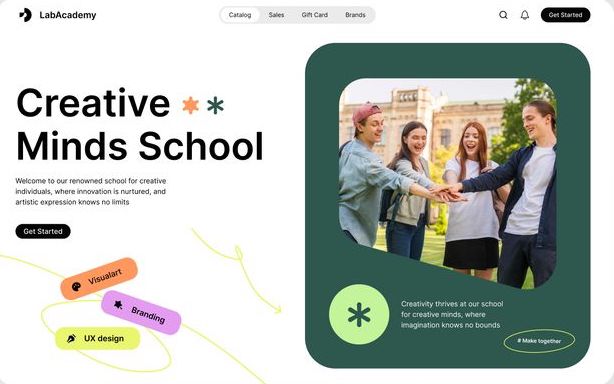 LabAcademy
Catalog
Sales
Gift Card
Brands
Get Started
Creative
Minds School
Welcome to our renowned school for creative
individuals, where innovation is nurtured, and
artistic expression knows no limits
Get Started
Visualart
Branding
UX design
Creativity thrives at our school
for creative minds, where
imagination knows no bounds
# Make together